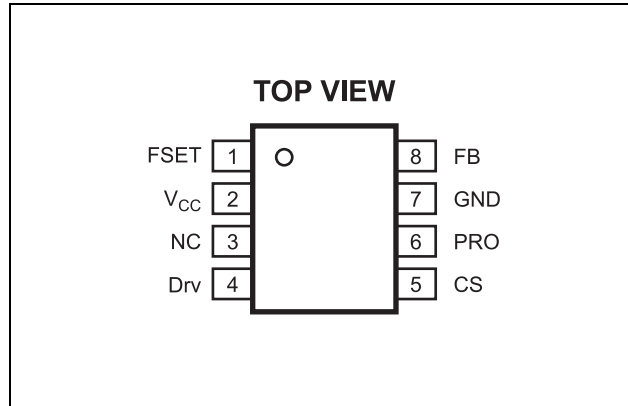 TOP VIEW
FSET 1 8 FB
VCC 2 7 GND
NC 3 6 PRO
Drv 4 5 CS